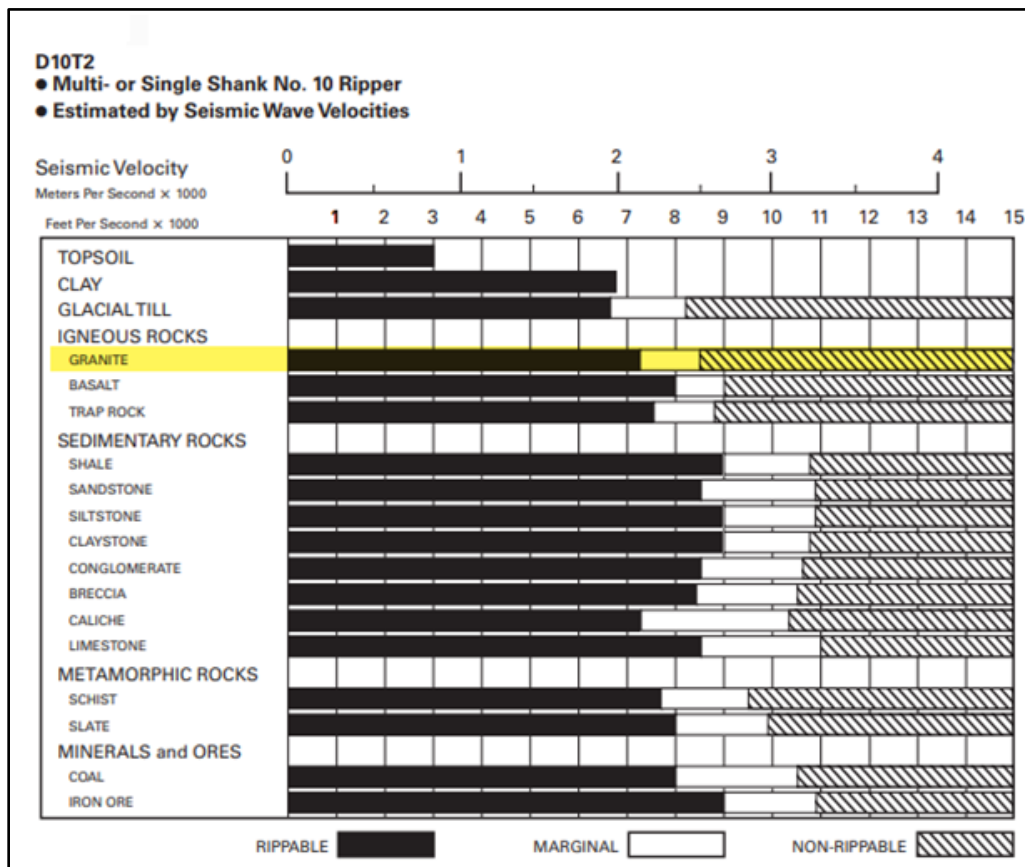 D10T2
● Multi- or Single Shank No. 10 Ripper
● Estimated by Seismic Wave Velocities
0 1 2 3 4
Seismic Velocity
Meters Per Second × 1000
Feet Per Second × 1000 1 2 3 4 5 6 7 8 9 10 11 12 13 14 15
TOPSOIL
CLAY
GLACIAL TILL
IGNEOUS ROCKS
GRANITE
BASALT
TRAP ROCK
SEDIMENTARY ROCKS
SHALE
SANDSTONE
SILTSTONE
CLAYSTONE
CONGLOMERATE
BRECCIA
CALICHE
LIMESTONE
METAMORPHIC ROCKS
SCHIST
SLATE
MINERALS and ORES
COAL
IRON ORE
RIPPABLE MARGINAL NON-RIPPABLE